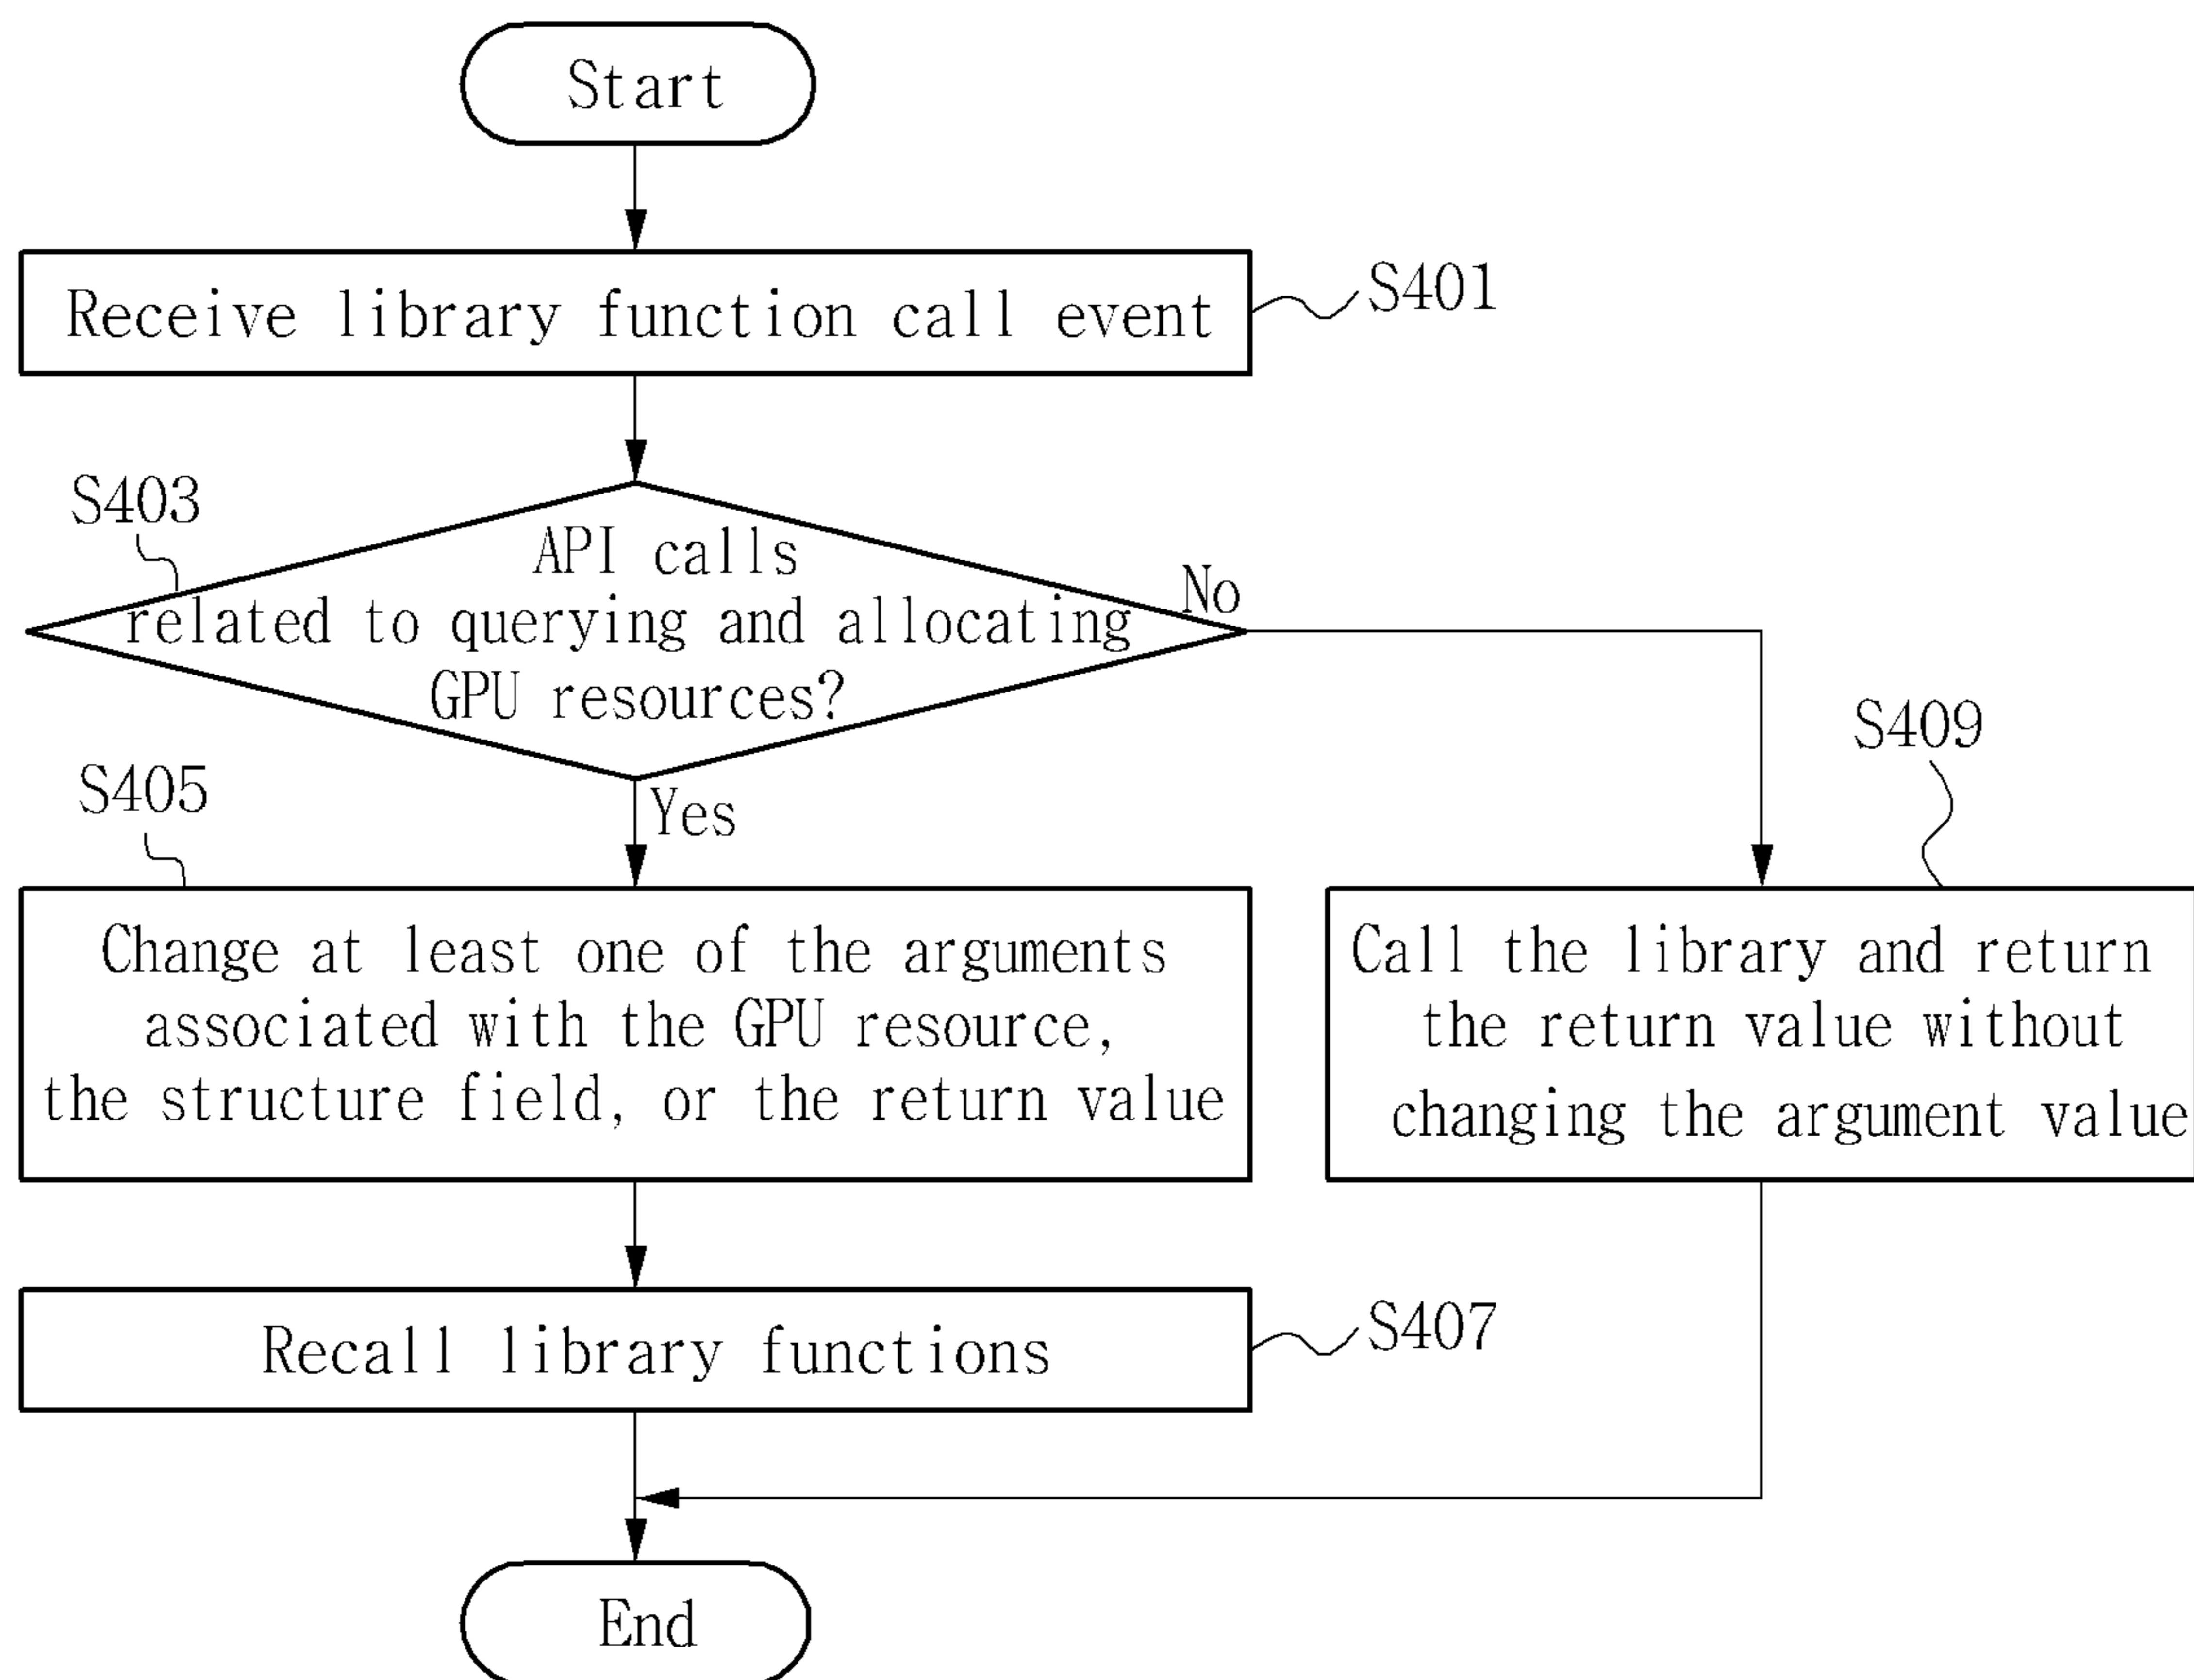 Start
Receive library function call event
S401
S403
API calls
related to querying and allocating
GPU resources?
No
Yes
S405
S409
Change at least one of the arguments
associated with the GPU resource,
the structure field, or the return value
Call the library and return
the return value without
changing the argument value
Recall library functions
S407
End